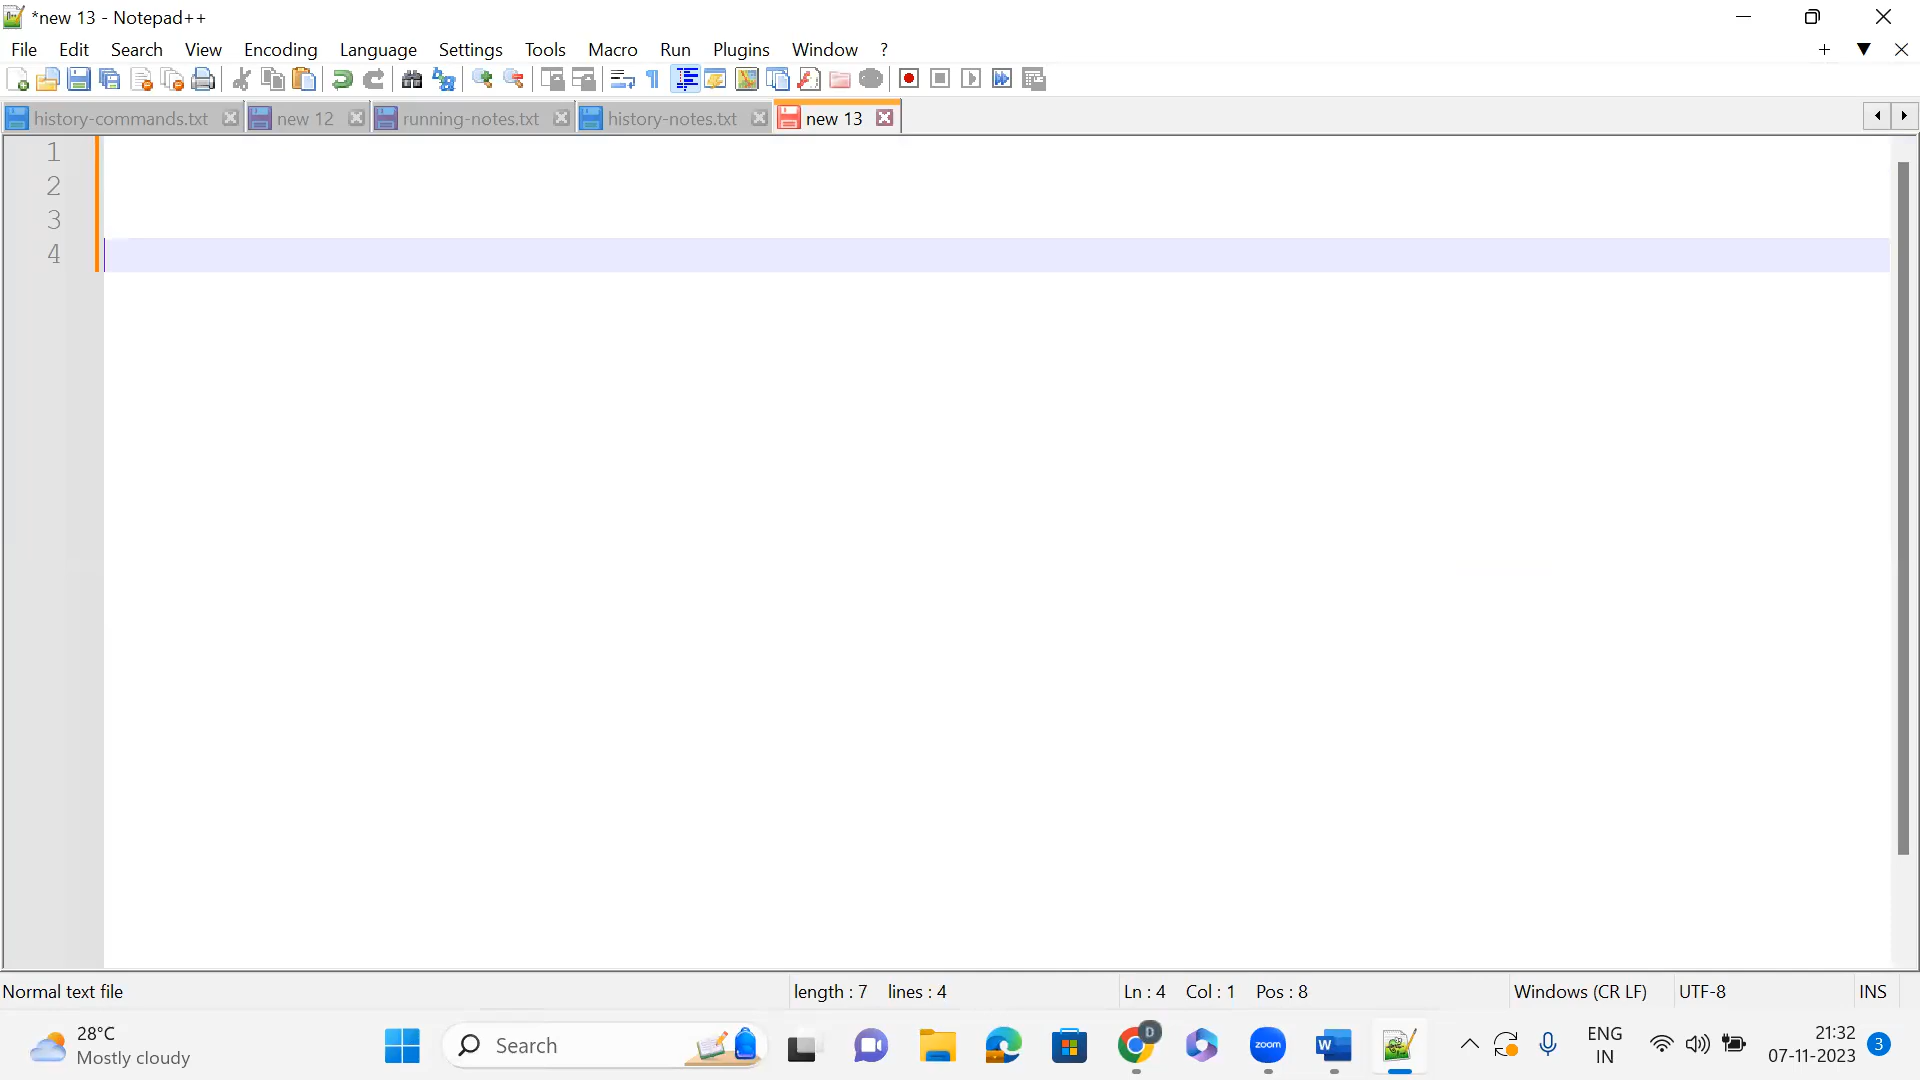 *new 13 - Notepad++
File Edit Search View Encoding Language Settings Tools Macro Run Plugins Window ?
history-commands.txt new 12 running-notes.txt history-notes.txt new 13
1
2
3
4
Normal text file length : 7 lines : 4 Ln : 4 Col : 1 Pos : 8 Windows (CR LF) UTF-8 INS
28°C
Mostly cloudy
Search
D
zoom
W
ENG
IN
21:32
07-11-2023
3